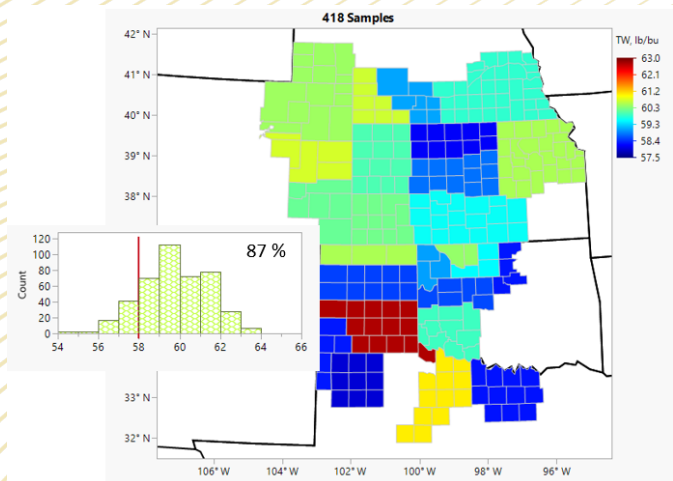 418 Samples
TW, lb/bu
63.0
62.1
61.2
60.3
59.3
58.4
57.5
42° N
41° N
40° N
39° N
38° N
33° N
32° N
106° W 104° W 102° W 100° W 98° W 96° W
87 %
Count
120
100
80
60
40
20
0
54 56 58 60 62 64 66